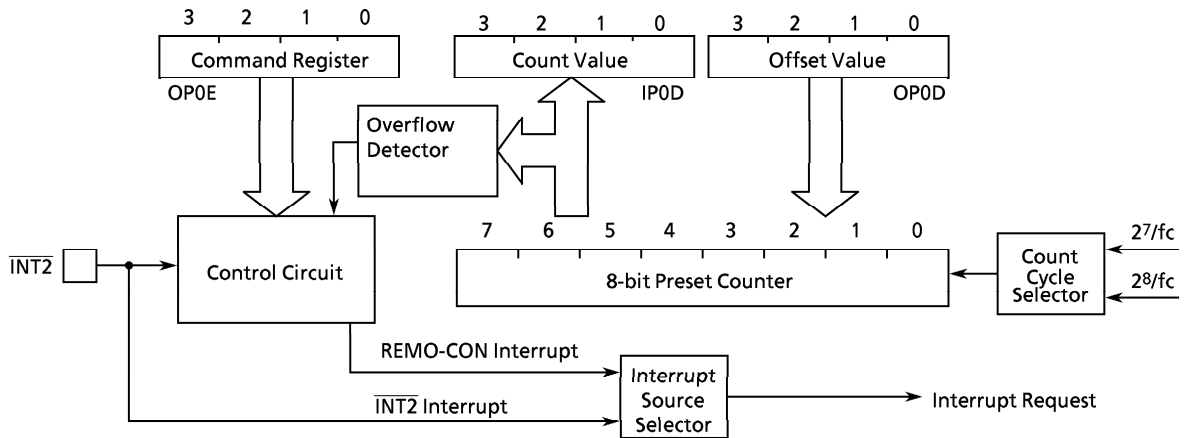 3 2 1 0
Command Register
OP0E
3 2 1 0
Count Value
IP0D
3 2 1 0
Offset Value
OP0D
Overflow
Detector
7 6 5 4 3 2 1 0
8-bit Preset Counter
INT2
Control Circuit
Count
Cycle
Selector
2⁷/fc
2⁸/fc
REMO-CON Interrupt
INT2 Interrupt
Interrupt
Source
Selector
Interrupt Request